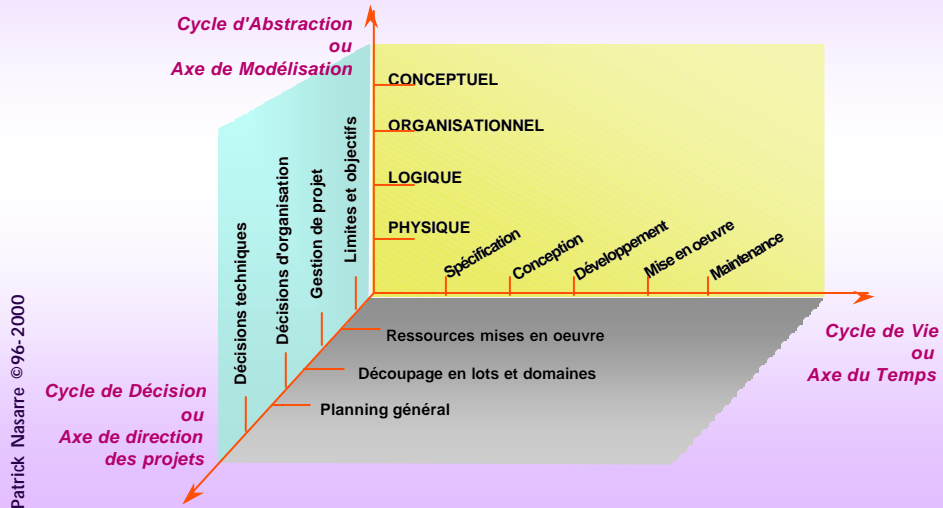 Cycle d'Abstraction
ou
Axe de Modélisation
CONCEPTUEL
ORGANISATIONNEL
LOGIQUE
PHYSIQUE
Décisions techniques
Décisions d'organisation
Gestion de projet
Limites et objectifs
Spécification
Conception
Développement
Mise en oeuvre
Maintenance
Ressources mises en oeuvre
Découpage en lots et domaines
Planning général
Cycle de Vie
ou
Axe du Temps
Cycle de Décision
ou
Axe de direction
des projets
Patrick Nasarre ©96-2000